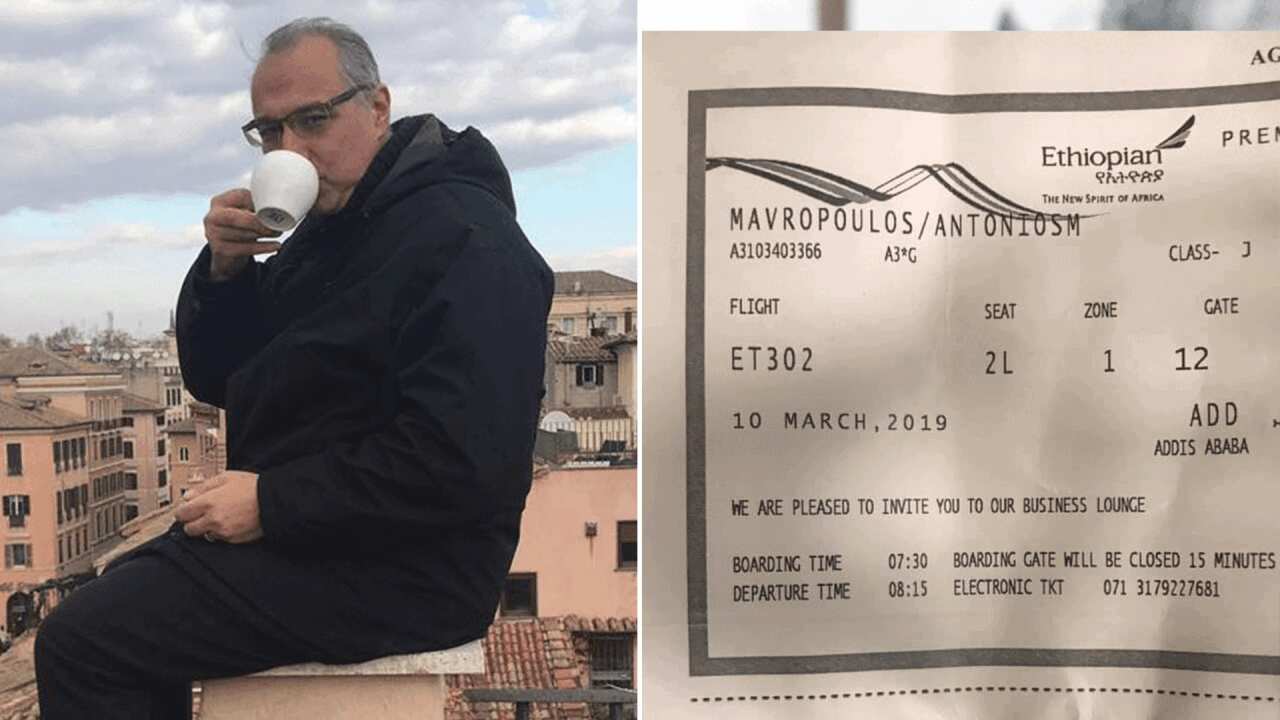 AG
PREM
Ethiopian
የኢትዮጵያ
THE NEW SPIRIT OF AFRICA
MAVROPOULOS/ANTONIOSM
A3103403366 A3*G CLASS- J
FLIGHT SEAT ZONE GATE
ET302 2L 1 12
10 MARCH,2019 ADD
ADDIS ABABA
WE ARE PLEASED TO INVITE YOU TO OUR BUSINESS LOUNGE
BOARDING TIME 07:30 BOARDING GATE WILL BE CLOSED 15 MINUTES
DEPARTURE TIME 08:15 ELECTRONIC TKT 071 3179227681